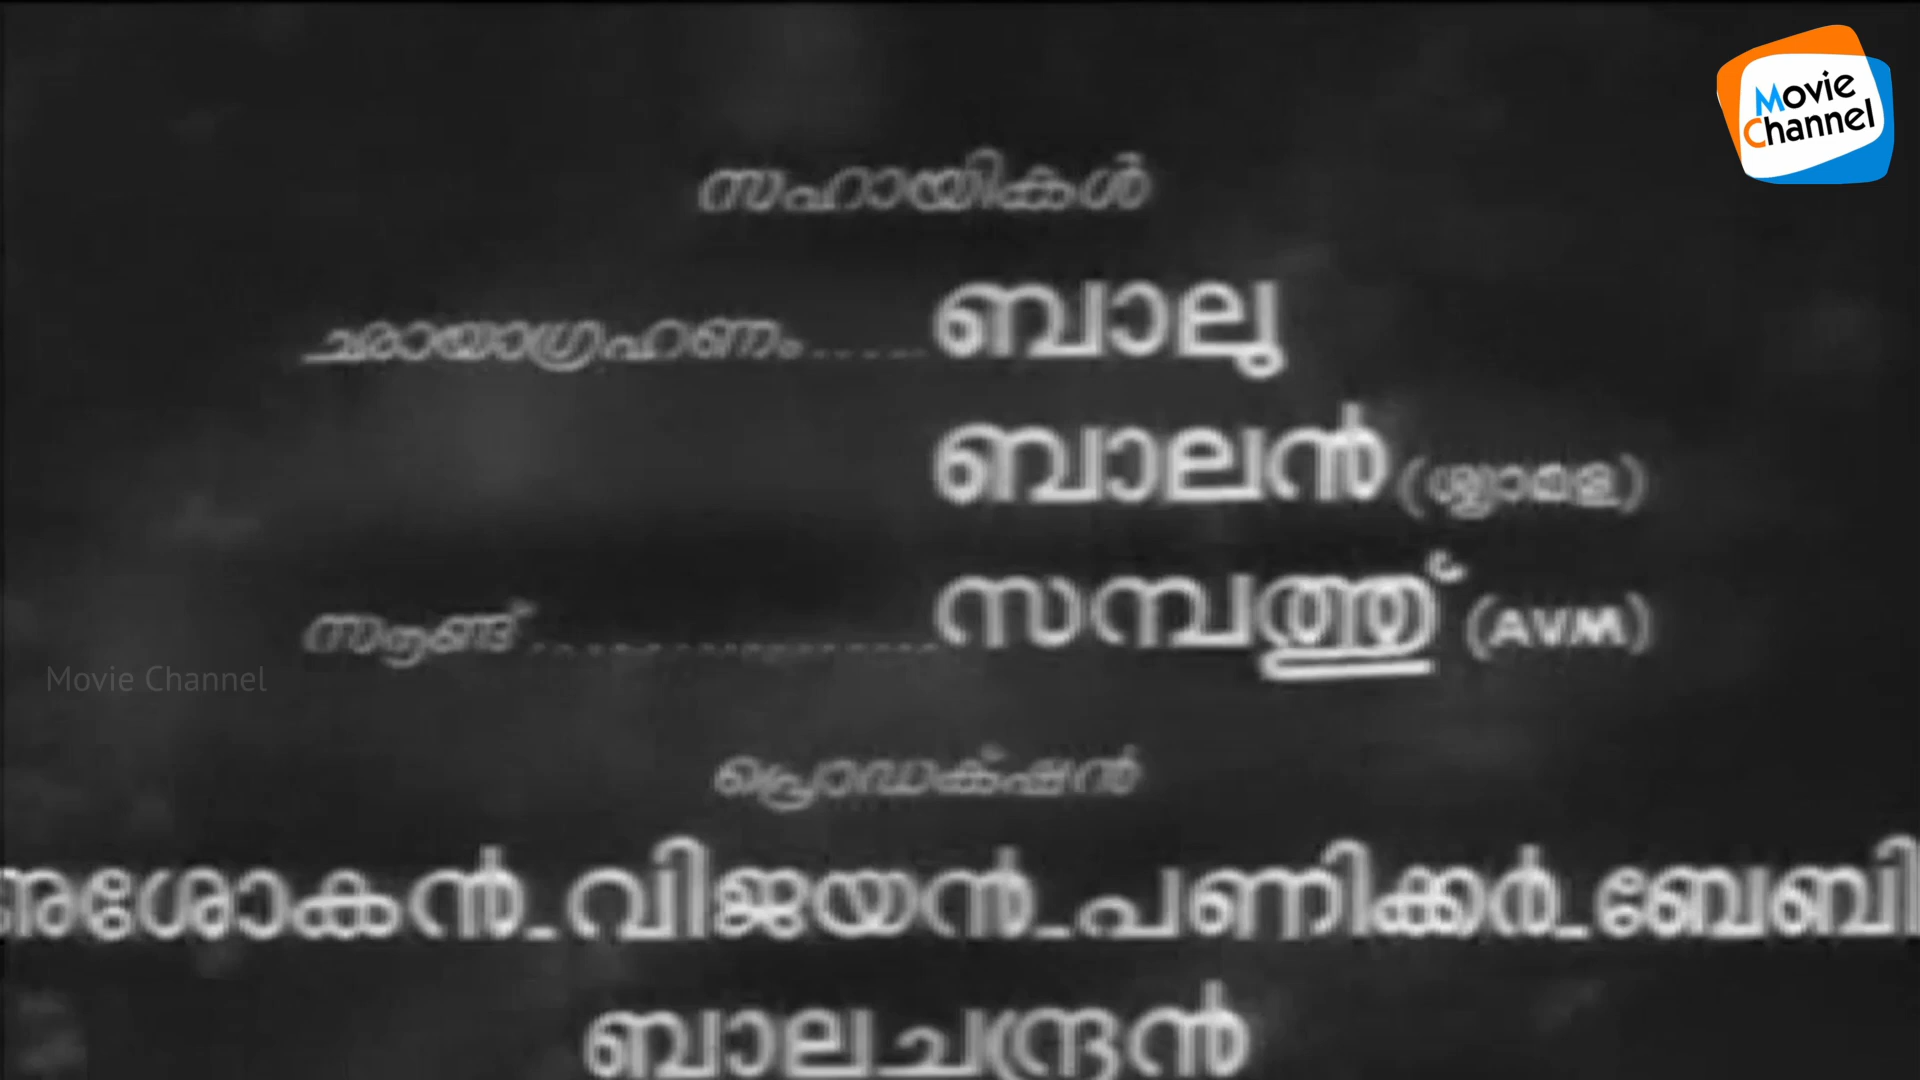 Movie
Channel
സഹായികൾ
ഛായാഗ്രഹണം......ബാലു
ബാലൻ (ശ്യാമള)
സൗണ്ട്..................സമ്പത്ത് (AVM)
Movie Channel
പ്രൊഡക്ഷൻ
അശോകൻ_വിജയൻ_പണിക്കർ_ബേബി
ബാലചന്ദ്രൻ